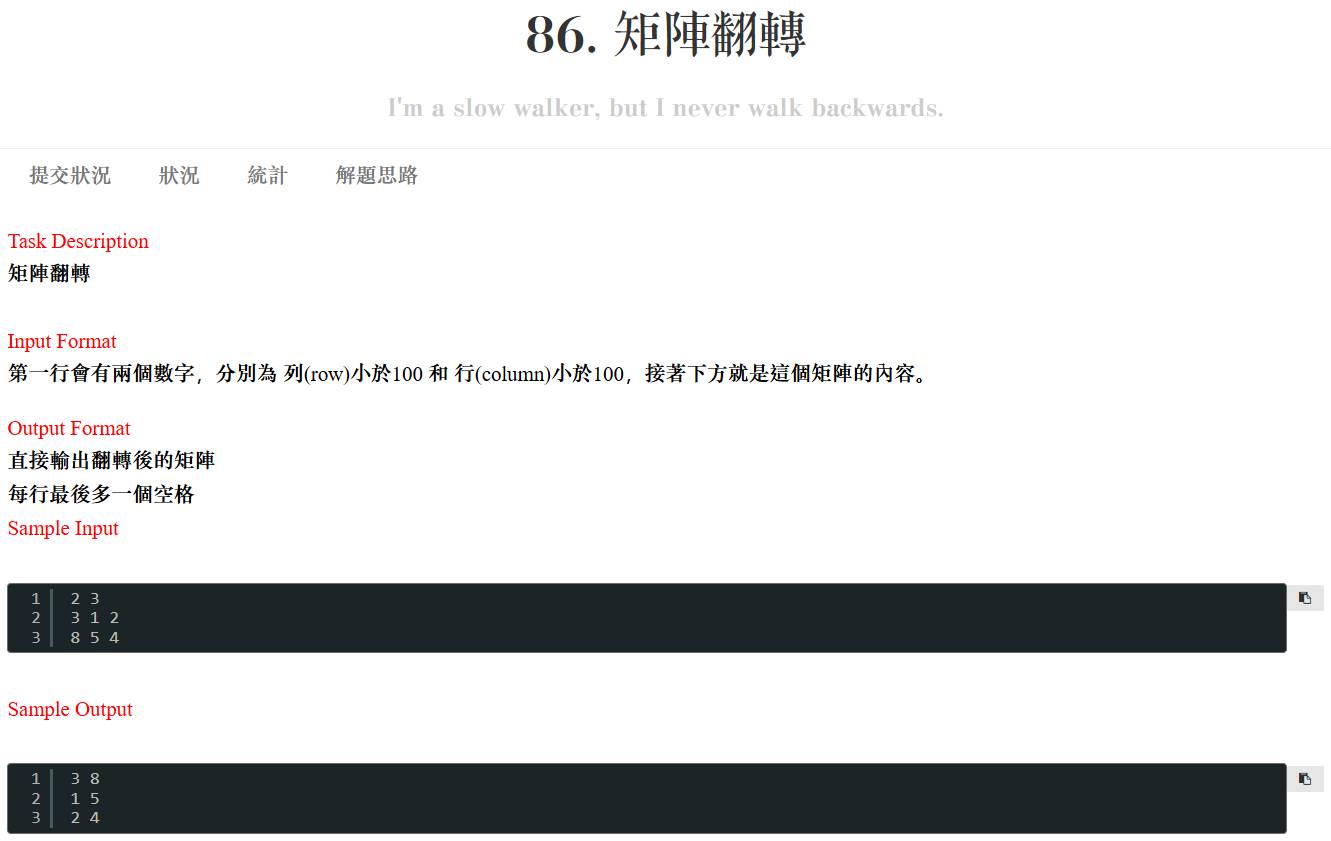 86. 矩陣翻轉
I'm a slow walker, but I never walk backwards.
提交狀況 狀況 統計 解題思路
Task Description
矩陣翻轉
Input Format
第一行會有兩個數字，分別為 列(row)小於100 和 行(column)小於100，接著下方就是這個矩陣的內容。
Output Format
直接輸出翻轉後的矩陣
每行最後多一個空格
Sample Input
1 2 3
2 3 1 2
3 8 5 4
Sample Output
1 3 8
2 1 5
3 2 4